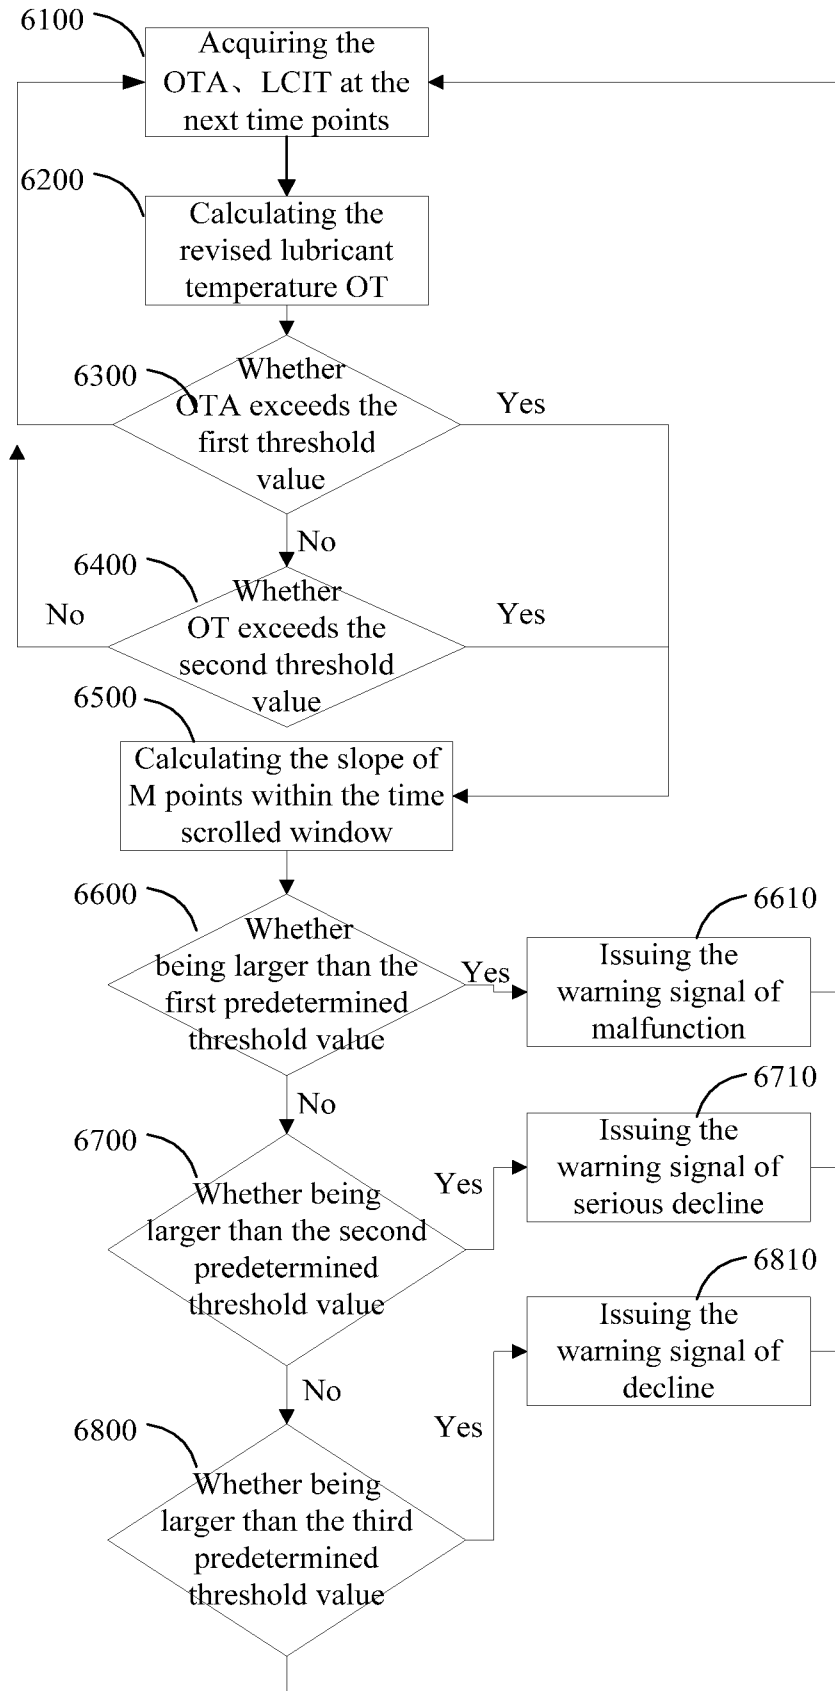 6100
Acquiring the
OTA、LCIT at the
next time points
6200
Calculating the
revised lubricant
temperature OT
6300
Whether
OTA exceeds the
first threshold
value
Yes
No
6400
Whether
OT exceeds the
second threshold
value
No
Yes
6500
Calculating the slope of
M points within the time
scrolled window
6600
Whether
being larger than the
first predetermined
threshold value
Yes
6610
Issuing the
warning signal of
malfunction
No
6700
Whether being
larger than the second
predetermined
threshold value
Yes
6710
Issuing the
warning signal of
serious decline
No
6800
Whether being
larger than the third
predetermined
threshold value
Yes
6810
Issuing the
warning signal of
decline